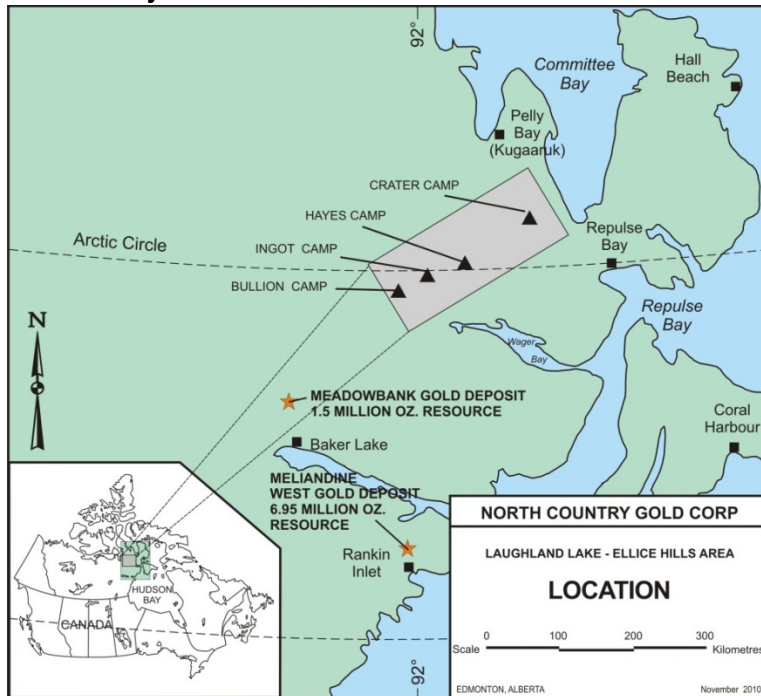 92°
Committee
Bay
Hall
Beach
Pelly
Bay
(Kugaaruk)
CRATER CAMP
HAYES CAMP
Repulse
Bay
Arctic Circle
INGOT CAMP
BULLION CAMP
Repulse
Bay
N
Wager
Bay
MEADOWBANK GOLD DEPOSIT
1.5 MILLION OZ. RESOURCE
Coral
Harbour
Baker Lake
MELIANDINE
WEST GOLD DEPOSIT
6.95 MILLION OZ.
RESOURCE
Rankin
Inlet
HUDSON
BAY
CANADA
92°
NORTH COUNTRY GOLD CORP
LAUGHLAND LAKE - ELLICE HILLS AREA
LOCATION
0 100 200 300
Scale Kilometres
EDMONTON, ALBERTA November 2010